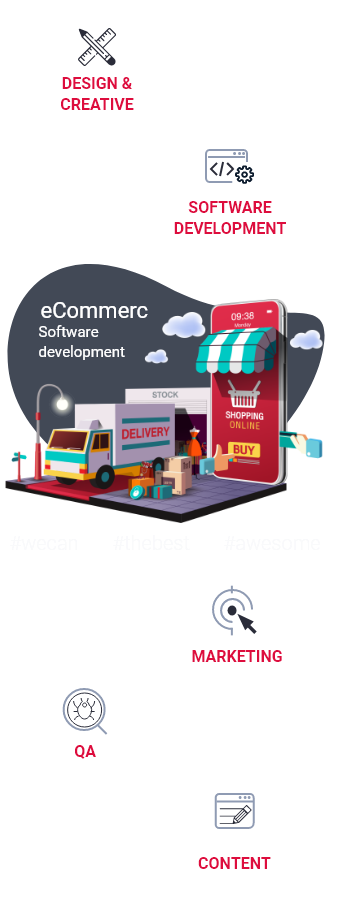 DESIGN &
CREATIVE
SOFTWARE
DEVELOPMENT
eCommerc
Software
development
09:38
Monday
STOCK
DELIVERY
SHOPPING
ONLINE
BUY
#wecan #thebest #awesome
MARKETING
QA
CONTENT